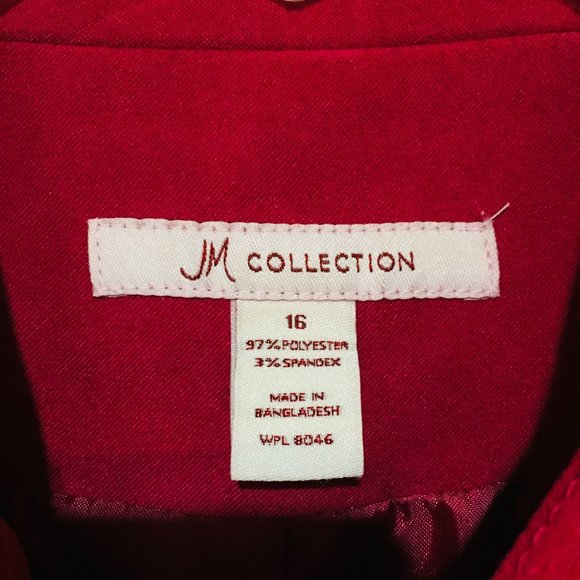 JM COLLECTION
16
97% POLYESTER
3% SPANDEX
MADE IN
BANGLADESH
WPL 8046